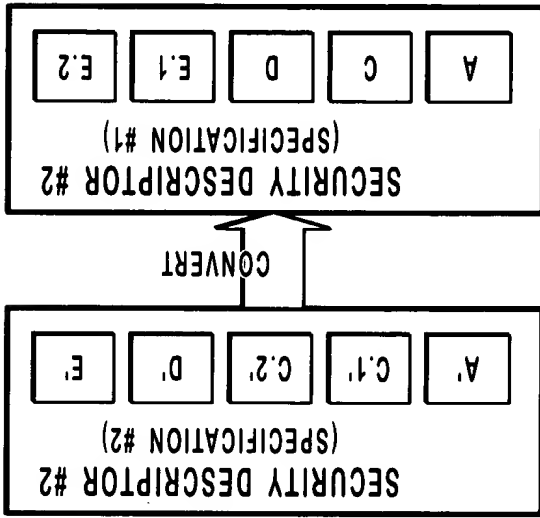 SECURITY DESCRIPTOR #2
(SPECIFICATION #2)
A' C.1' C.2' D' E'
CONVERT
SECURITY DESCRIPTOR #2
(SPECIFICATION #1)
A C D E.1 E.2